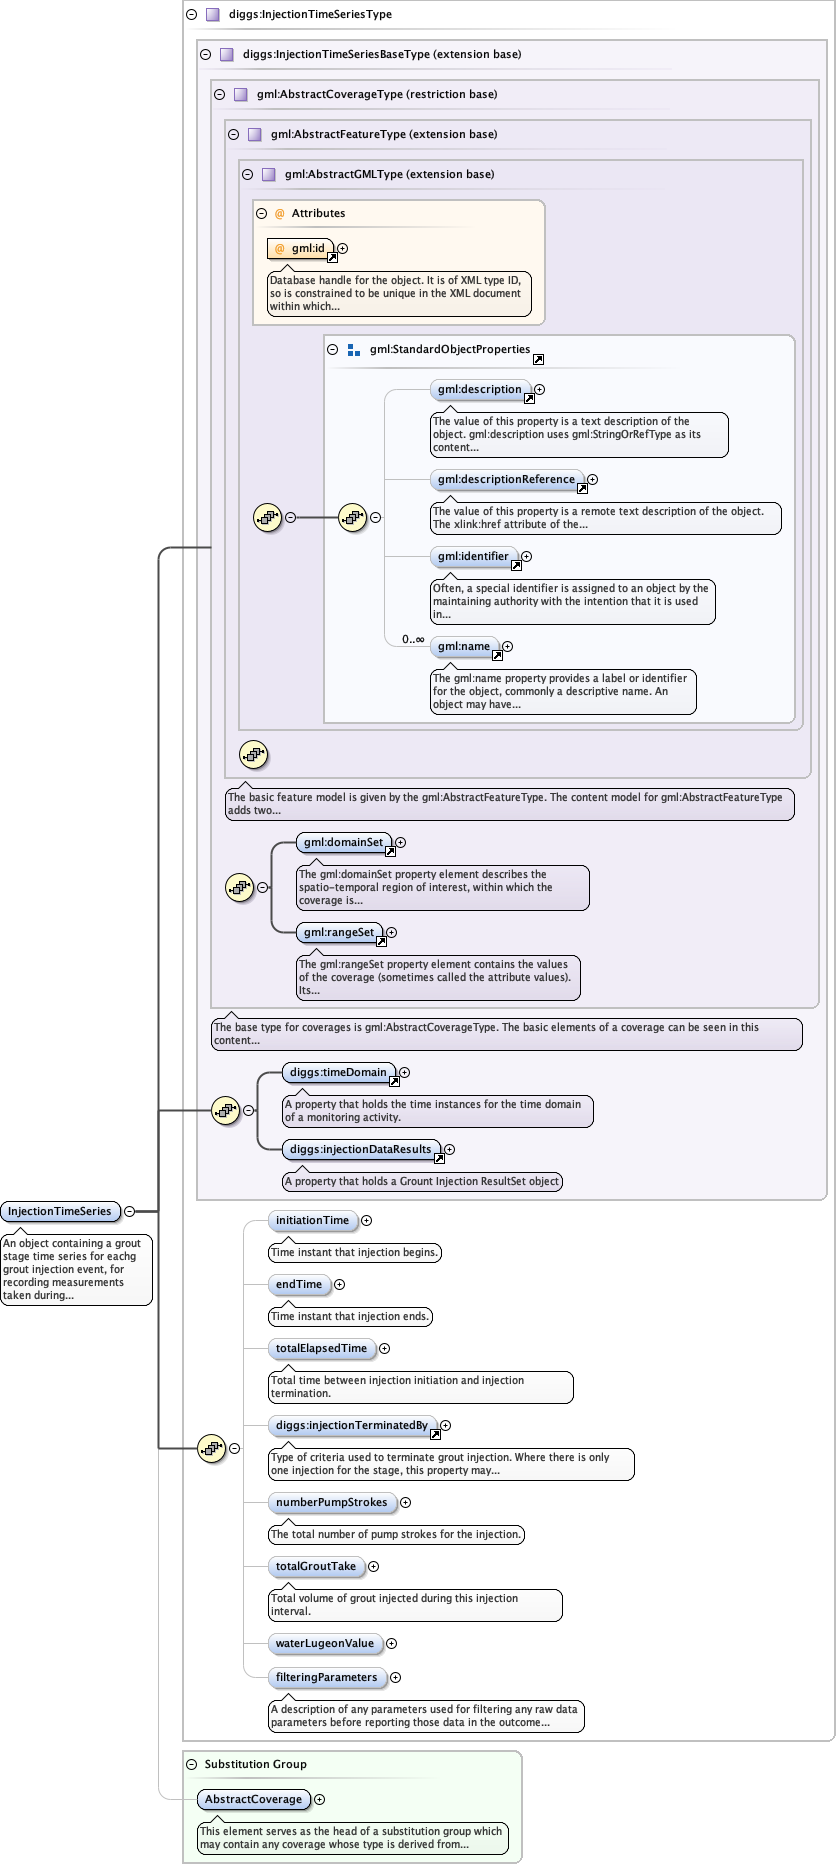 diggs:InjectionTimeSeriesType
diggs:InjectionTimeSeriesBaseType (extension base)
gml:AbstractCoverageType (restriction base)
gml:AbstractFeatureType (extension base)
gml:AbstractGMLType (extension base)
@ Attributes
@ gml:id
Database handle for the object. It is of XML type ID,
so is constrained to be unique in the XML document
within which...
gml:StandardObjectProperties
gml:description
The value of this property is a text description of the
object. gml:description uses gml:StringOrRefType as its
content...
gml:descriptionReference
The value of this property is a remote text description of the object.
The xlink:href attribute of the...
gml:identifier
Often, a special identifier is assigned to an object by the
maintaining authority with the intention that it is used
in...
0..∞
gml:name
The gml:name property provides a label or identifier
for the object, commonly a descriptive name. An
object may have...
The basic feature model is given by the gml:AbstractFeatureType. The content model for gml:AbstractFeatureType
adds two...
gml:domainSet
The gml:domainSet property element describes the
spatio-temporal region of interest, within which the
coverage is...
gml:rangeSet
The gml:rangeSet property element contains the values
of the coverage (sometimes called the attribute values).
Its...
The base type for coverages is gml:AbstractCoverageType. The basic elements of a coverage can be seen in this
content...
diggs:timeDomain
A property that holds the time instances for the time domain
of a monitoring activity.
diggs:injectionDataResults
A property that holds a Grount Injection ResultSet object
InjectionTimeSeries
An object containing a grout
stage time series for eachg
grout injection event, for
recording measurements
taken during...
initiationTime
Time instant that injection begins.
endTime
Time instant that injection ends.
totalElapsedTime
Total time between injection initiation and injection
termination.
diggs:injectionTerminatedBy
Type of criteria used to terminate grout injection. Where there is only
one injection for the stage, this property may...
numberPumpStrokes
The total number of pump strokes for the injection.
totalGroutTake
Total volume of grout injected during this injection
interval.
waterLugeonValue
filteringParameters
A description of any parameters used for filtering any raw data
parameters before reporting those data in the outcome...
Substitution Group
AbstractCoverage
This element serves as the head of a substitution group which
may contain any coverage whose type is derived from...